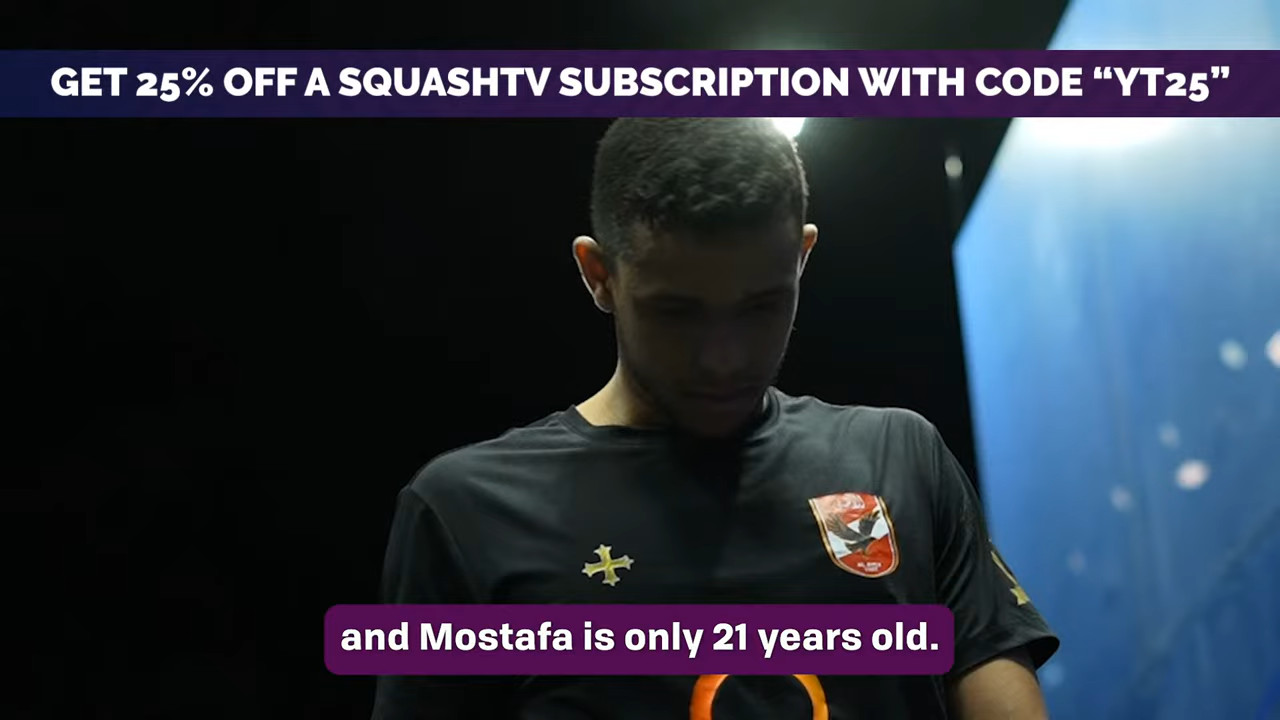 GET 25% OFF A SQUASHTV SUBSCRIPTION WITH CODE “YT25”
and Mostafa is only 21 years old.